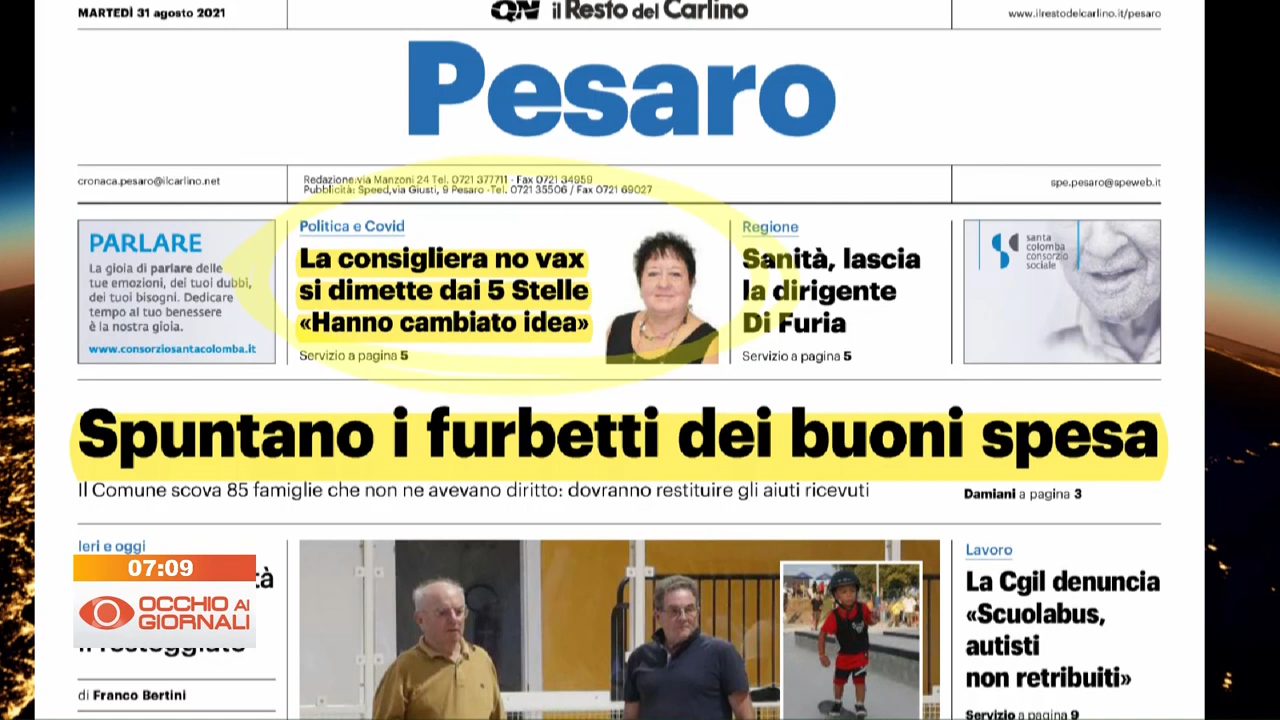 MARTEDÌ 31 agosto 2021
QN il Resto del Carlino
www.ilrestodelcarlino.it/pesaro
Pesaro
cronaca.pesaro@ilcarlino.net
Redazione:via Manzoni 24 Tel. 0721 377711 - Fax 0721 34959
Pubblicità: Speed,via Giusti, 9 Pesaro -Tel. 0721 35506 / Fax 0721 69027
spe.pesaro@speweb.it
PARLARE
La gioia di parlare delle
tue emozioni, dei tuoi dubbi,
dei tuoi bisogni. Dedicare
tempo al tuo benessere
è la nostra gioia.
www.consorziosantacolomba.it
Politica e Covid
La consigliera no vax
si dimette dai 5 Stelle
«Hanno cambiato idea»
Servizio a pagina 5
Regione
Sanità, lascia
la dirigente
Di Furia
Servizio a pagina 5
santa
colomba
consorzio
sociale
Spuntano i furbetti dei buoni spesa
Il Comune scova 85 famiglie che non ne avevano diritto: dovranno restituire gli aiuti ricevuti
Damiani a pagina 3
Ieri e oggi
07:09
OCCHIO AI
GIORNALI
di Franco Bertini
Lavoro
La Cgil denuncia
«Scuolabus,
autisti
non retribuiti»
Servizio a pagina 9